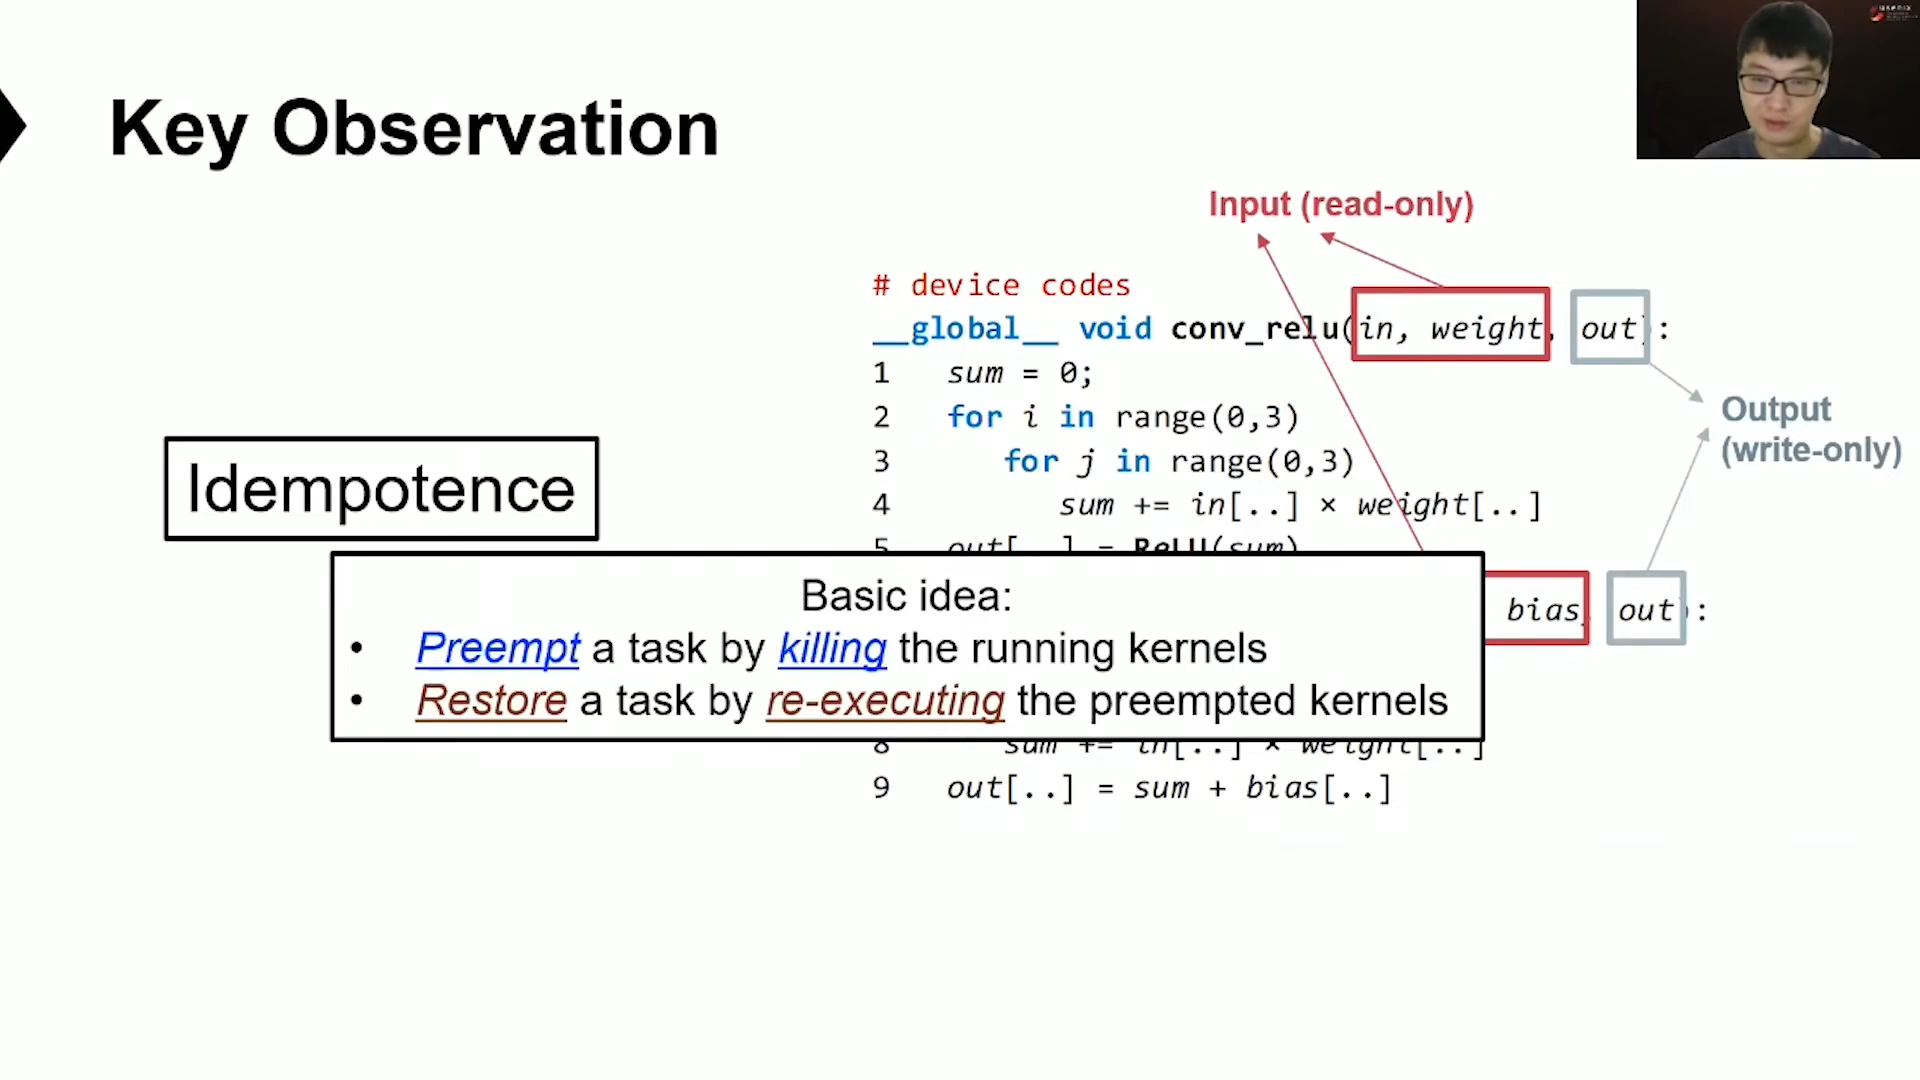 usenix
Key Observation
Input (read-only)
# device codes
__global__ void conv_relu(in, weight, out):
1 sum = 0;
2 for i in range(0,3)
Output
(write-only)
3 for j in range(0,3)
Idempotence
4 sum += in[..] × weight[..]
5 out[..] = ReLU(sum)
Basic idea:
bias, out):
• Preempt a task by killing the running kernels
• Restore a task by re-executing the preempted kernels
8 sum += in[..] × weight[..]
9 out[..] = sum + bias[..]